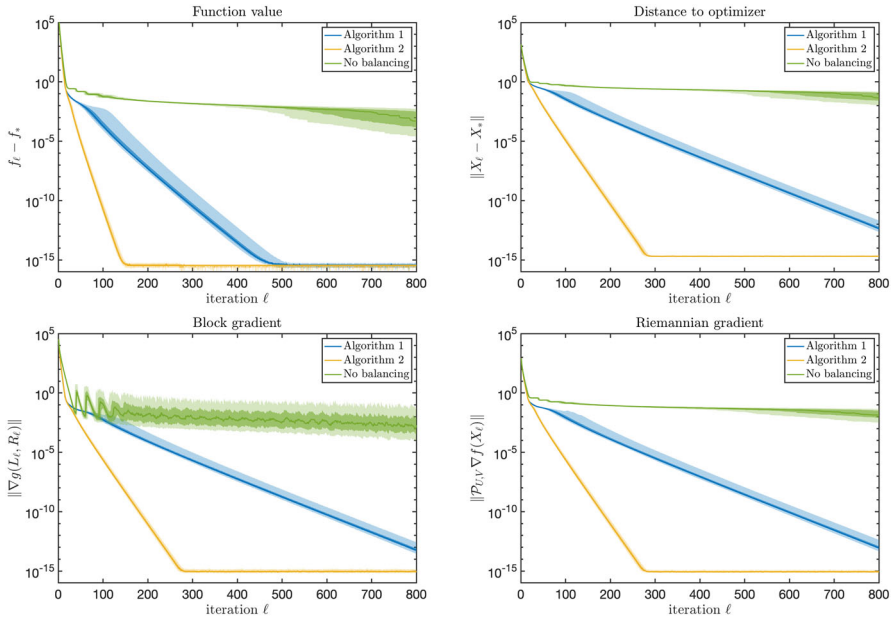 Function value
10^5
10^0
10^-5
10^-10
10^-15
f_ℓ − f_*
0 100 200 300 400 500 600 700 800
iteration ℓ
Algorithm 1
Algorithm 2
No balancing
Distance to optimizer
10^5
10^0
10^-5
10^-10
10^-15
‖X_ℓ − X_*‖
0 100 200 300 400 500 600 700 800
iteration ℓ
Algorithm 1
Algorithm 2
No balancing
Block gradient
10^5
10^0
10^-5
10^-10
10^-15
‖∇g(L_ℓ, R_ℓ)‖
0 100 200 300 400 500 600 700 800
iteration ℓ
Algorithm 1
Algorithm 2
No balancing
Riemannian gradient
10^5
10^0
10^-5
10^-10
10^-15
‖𝒫_{U,V}∇f(X_ℓ)‖
0 100 200 300 400 500 600 700 800
iteration ℓ
Algorithm 1
Algorithm 2
No balancing